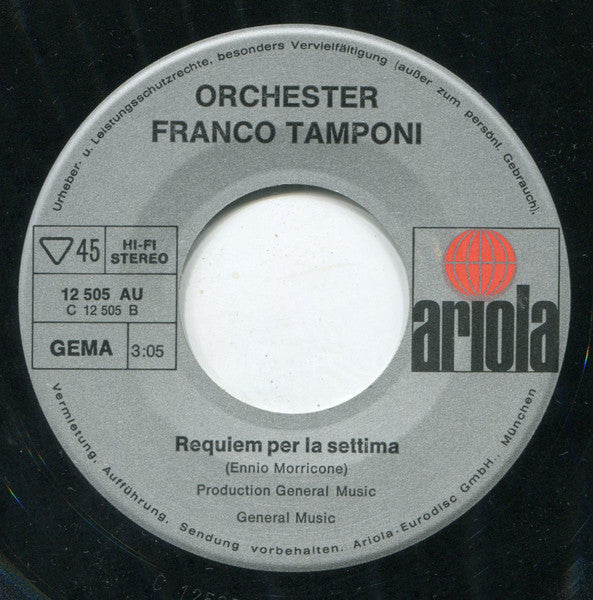 Urheber- u. Leistungsschutzrechte, besonders Vervielfältigung (außer zum persönl. Gebrauch),
ORCHESTER
FRANCO TAMPONI
45
HI-FI
STEREO
12 505 AU
C 12 505 B
GEMA
3:05
ariola
Requiem per la settima
(Ennio Morricone)
Production General Music
General Music
Vermietung, Aufführung, Sendung vorbehalten. Ariola-Eurodisc GmbH., München